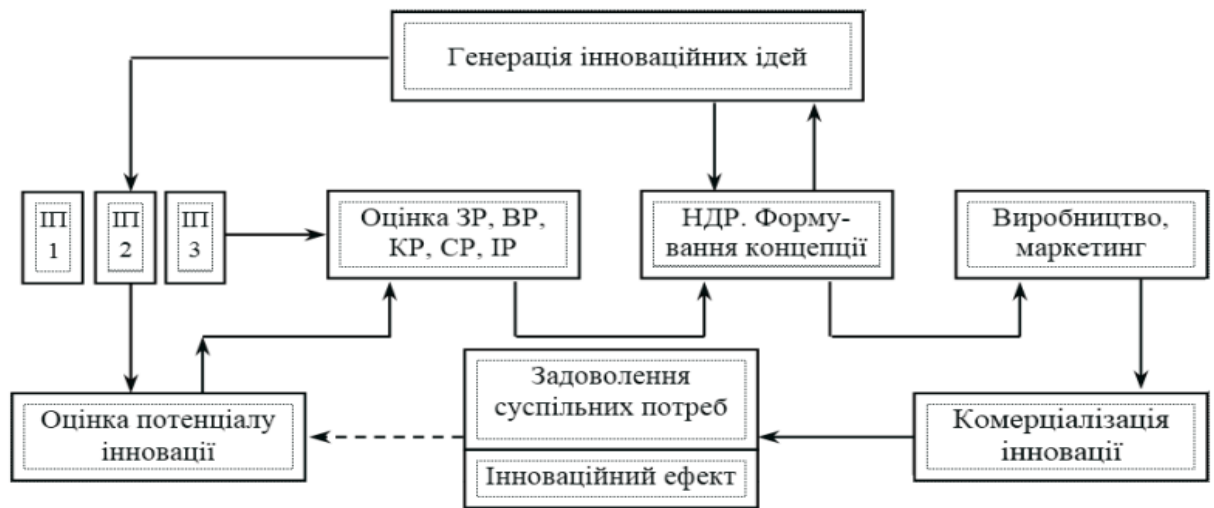 Генерація інноваційних ідей
ІП
1
ІП
2
ІП
3
Оцінка ЗР, ВР,
КР, СР, ІР
НДР. Форму-
вання концепції
Виробництво,
маркетинг
Оцінка потенціалу
інновації
Задоволення
суспільних потреб
Інноваційний ефект
Комерціалізація
інновації